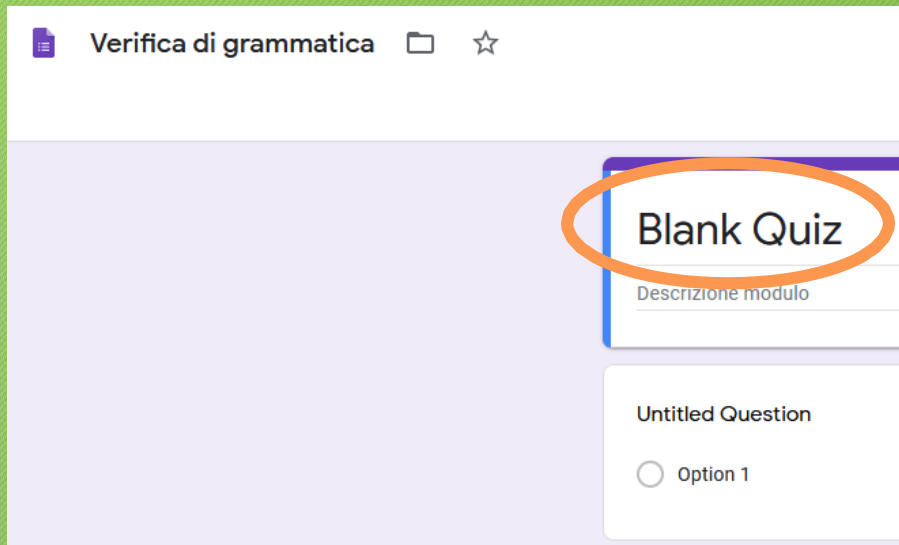 Verifica di grammatica
Blank Quiz
Descrizione modulo
Untitled Question
Option 1